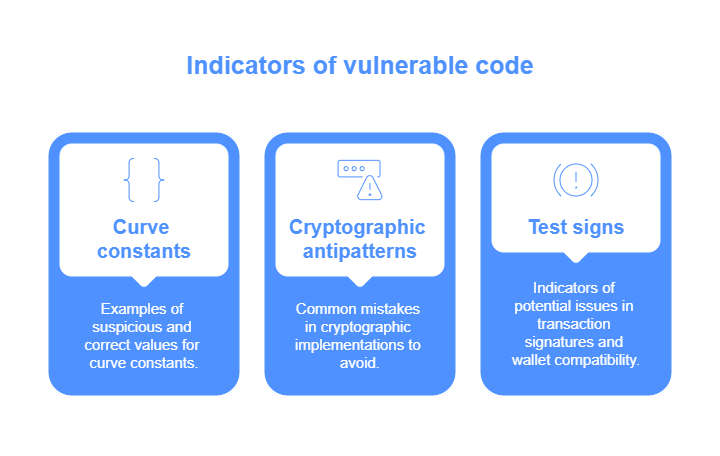 Indicators of vulnerable code
Curve
constants
Examples of
suspicious and
correct values for
curve constants.
Cryptographic
antipatterns
Common mistakes
in cryptographic
implementations to
avoid.
Test signs
Indicators of
potential issues in
transaction
signatures and
wallet compatibility.